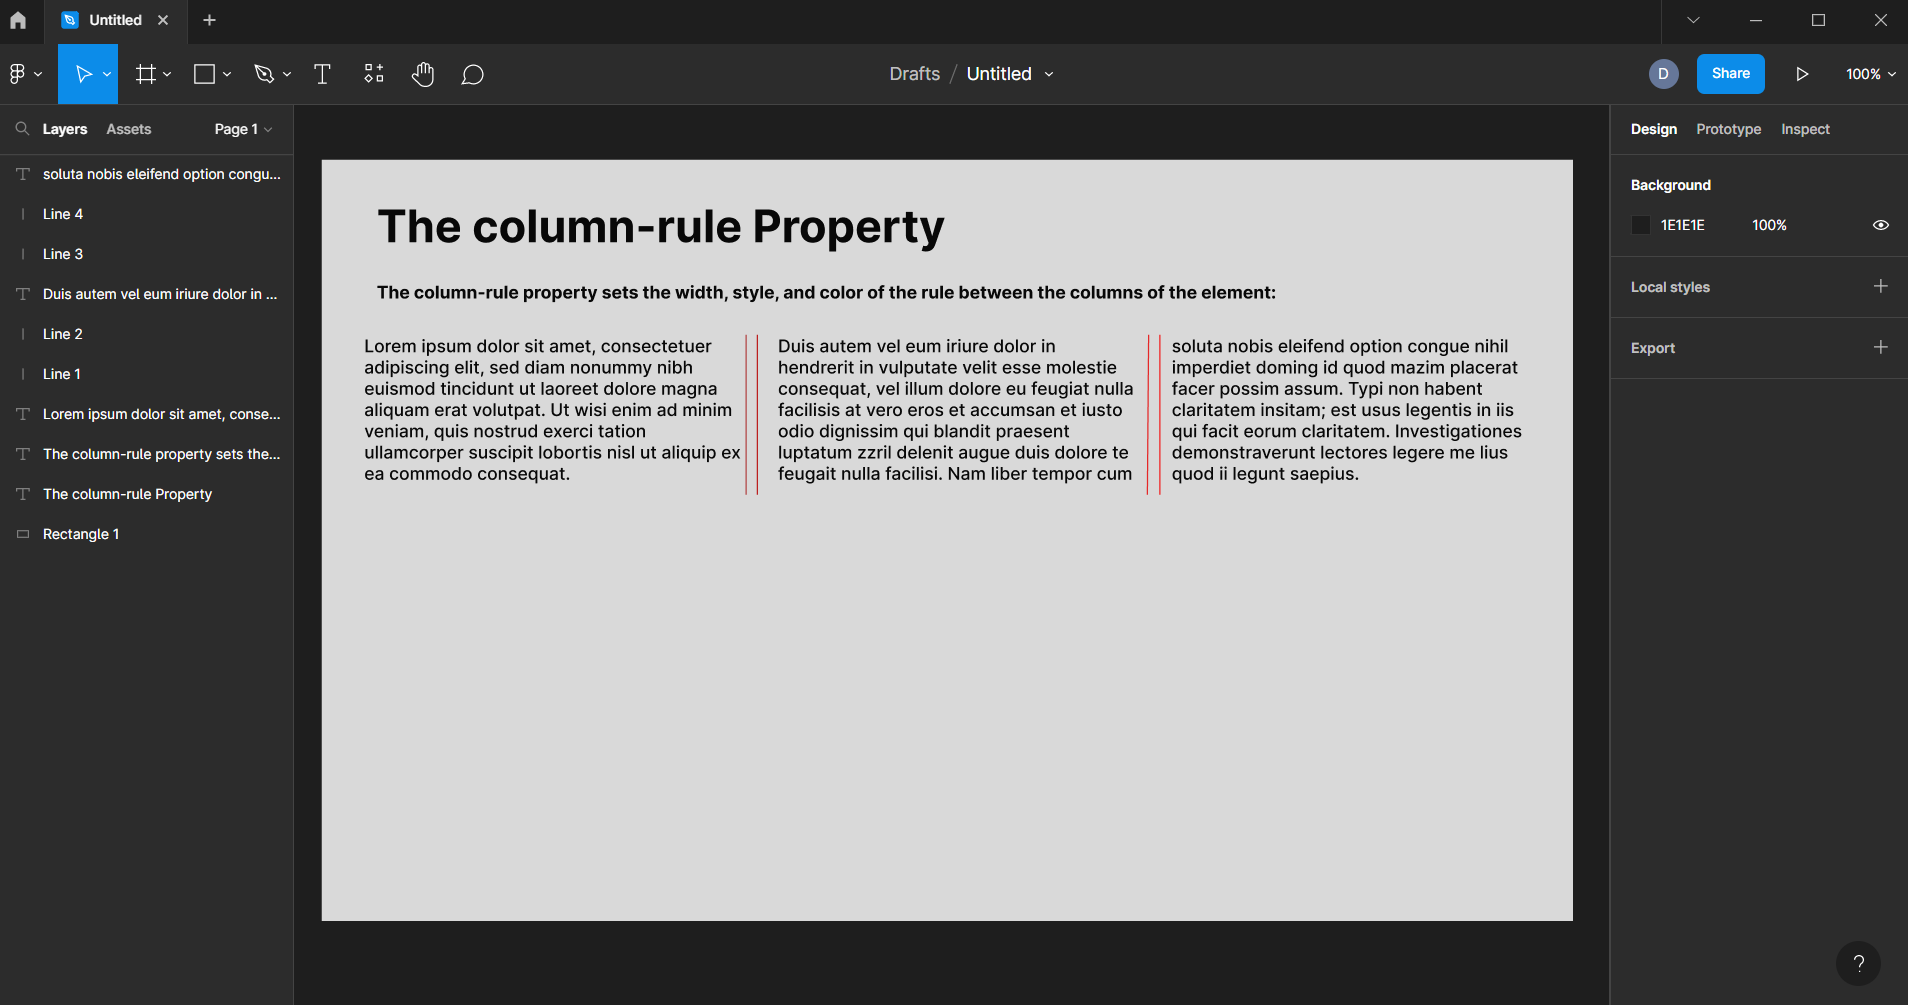 Untitled
Drafts / Untitled
D
Share
100%
Layers Assets Page 1
soluta nobis eleifend option congu...
Line 4
Line 3
Duis autem vel eum iriure dolor in ...
Line 2
Line 1
Lorem ipsum dolor sit amet, conse...
The column-rule property sets the...
The column-rule Property
Rectangle 1
The column-rule Property
The column-rule property sets the width, style, and color of the rule between the columns of the element:
Lorem ipsum dolor sit amet, consectetuer
adipiscing elit, sed diam nonummy nibh
euismod tincidunt ut laoreet dolore magna
aliquam erat volutpat. Ut wisi enim ad minim
veniam, quis nostrud exerci tation
ullamcorper suscipit lobortis nisl ut aliquip ex
ea commodo consequat.
Duis autem vel eum iriure dolor in
hendrerit in vulputate velit esse molestie
consequat, vel illum dolore eu feugiat nulla
facilisis at vero eros et accumsan et iusto
odio dignissim qui blandit praesent
luptatum zzril delenit augue duis dolore te
feugait nulla facilisi. Nam liber tempor cum
soluta nobis eleifend option congue nihil
imperdiet doming id quod mazim placerat
facer possim assum. Typi non habent
claritatem insitam; est usus legentis in iis
qui facit eorum claritatem. Investigationes
demonstraverunt lectores legere me lius
quod ii legunt saepius.
Design Prototype Inspect
Background
1E1E1E 100%
Local styles
Export
?